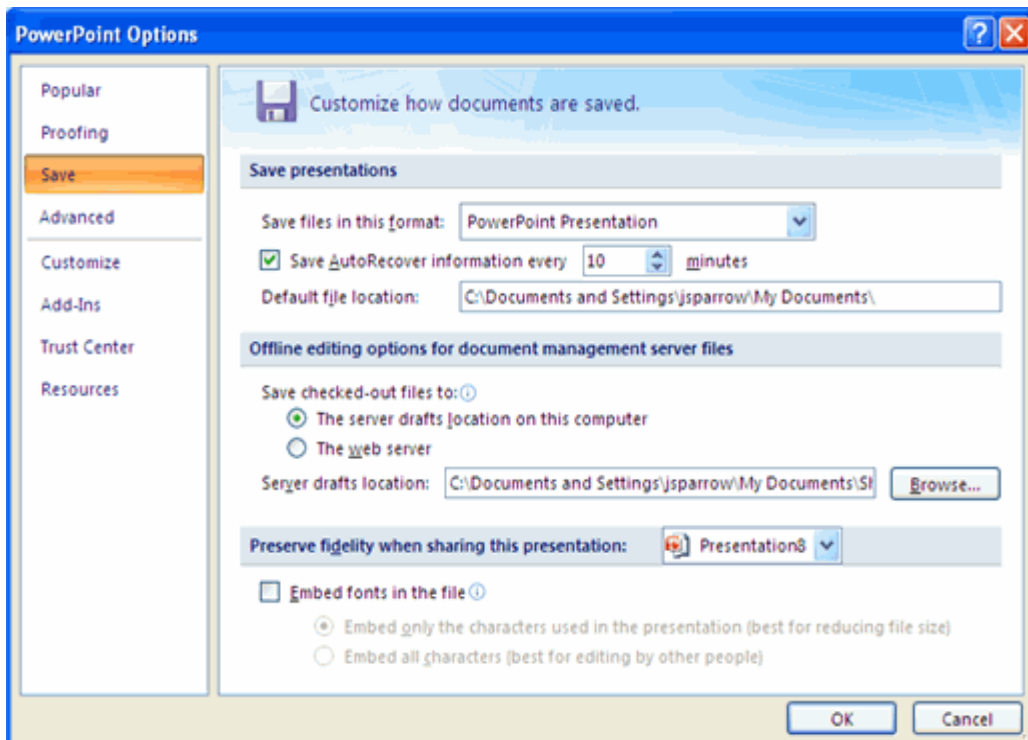 PowerPoint Options
Popular
Proofing
Save
Advanced
Customize
Add-Ins
Trust Center
Resources
Customize how documents are saved.
Save presentations
Save files in this format: PowerPoint Presentation
Save AutoRecover information every 10 minutes
Default file location: C:\Documents and Settings\jsparrow\My Documents\
Offline editing options for document management server files
Save checked-out files to:
The server drafts location on this computer
The web server
Server drafts location: C:\Documents and Settings\jsparrow\My Documents\ Browse...
Preserve fidelity when sharing this presentation: Presentation8
Embed fonts in the file
Embed only the characters used in the presentation (best for reducing file size)
Embed all characters (best for editing by other people)
OK Cancel